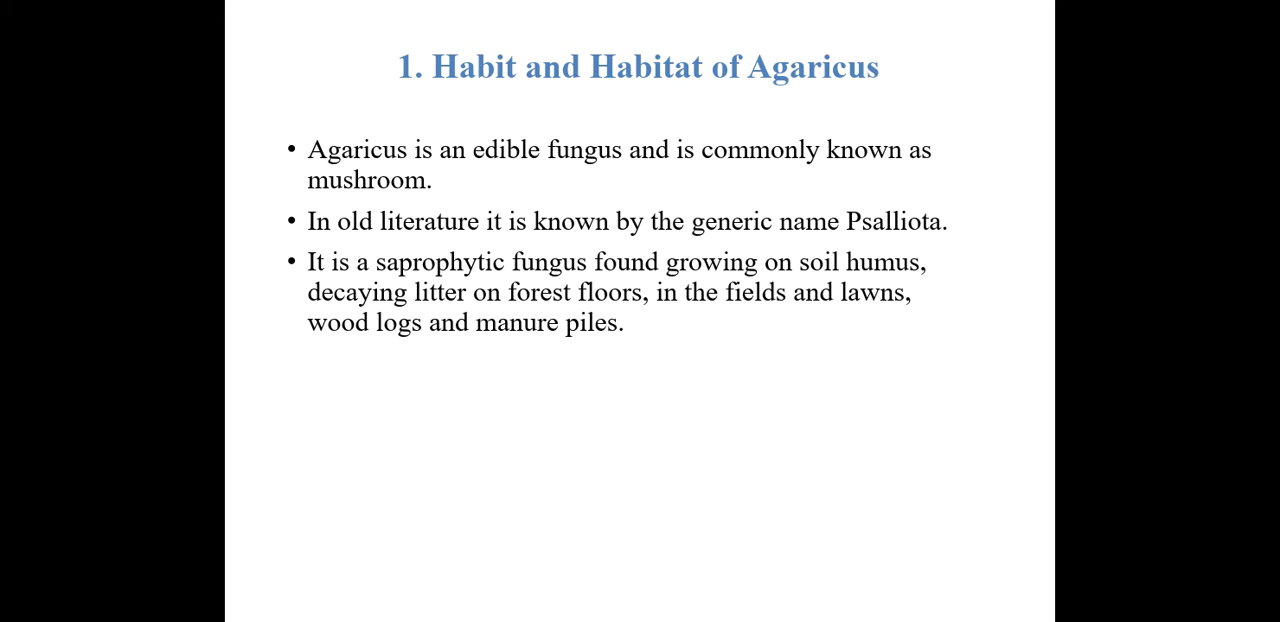 1. Habit and Habitat of Agaricus
• Agaricus is an edible fungus and is commonly known as
mushroom.
• In old literature it is known by the generic name Psalliota.
• It is a saprophytic fungus found growing on soil humus,
decaying litter on forest floors, in the fields and lawns,
wood logs and manure piles.